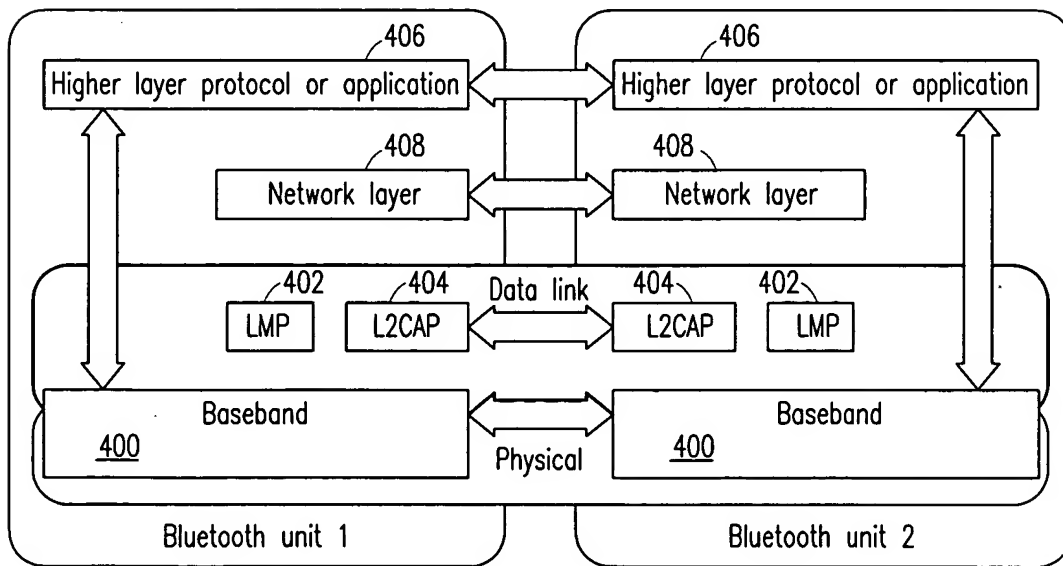 406
406
Higher layer protocol or application
Higher layer protocol or application
408
408
Network layer
Network layer
402
404
Data link
404
402
LMP
L2CAP
L2CAP
LMP
Baseband
Baseband
400
Physical
400
Bluetooth unit 1
Bluetooth unit 2